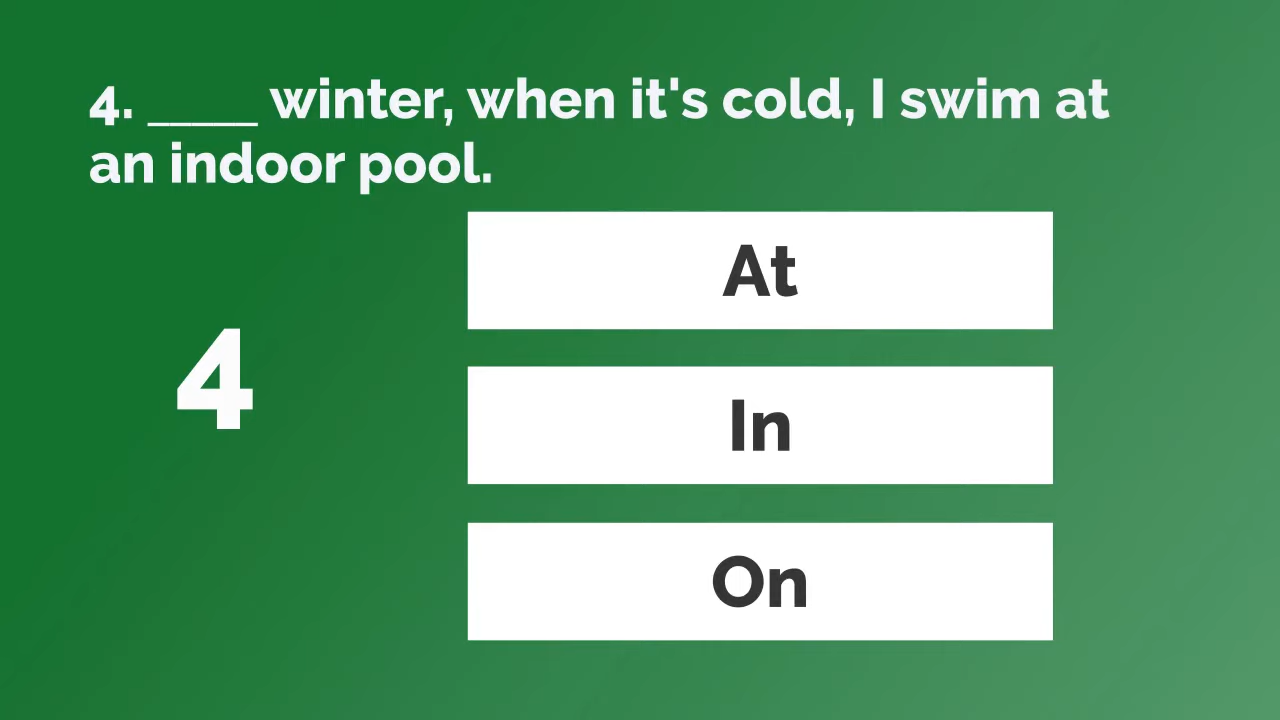 4. ____ winter, when it's cold, I swim at
an indoor pool.
At
4
In
On